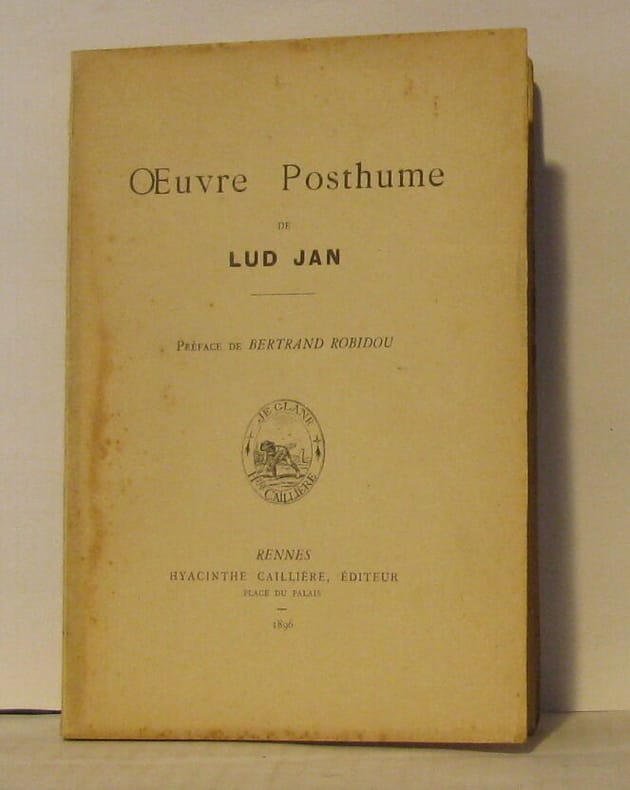 Œuvre Posthume
DE
LUD JAN
PRÉFACE DE BERTRAND ROBIDOU
JE GLANE
Hthe CAILLIÈRE
RENNES
HYACINTHE CAILLIÈRE, ÉDITEUR
PLACE DU PALAIS
1896